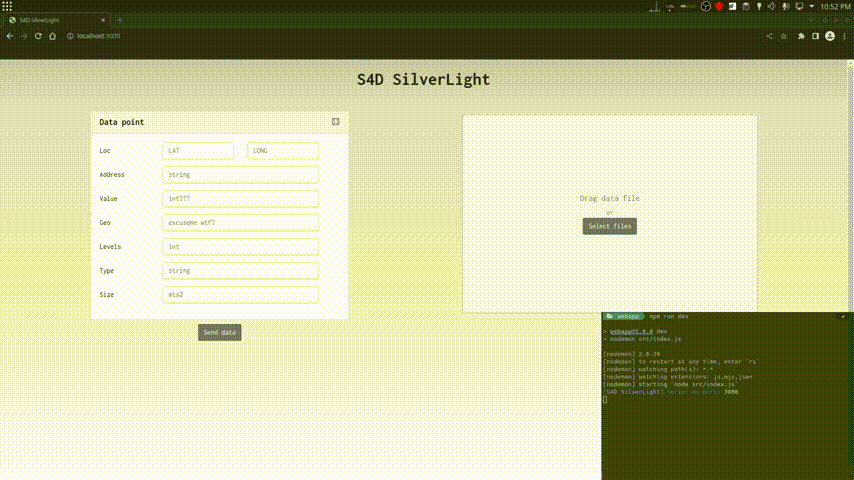 10:52 PM
S4D SilverLight
localhost:3000
S4D SilverLight
Data point
Loc LAT LONG
Address string
Value int???
Geo excuseme wtf?
Levels int
Type string
Size mts2
Send data
Drag data file
or
Select files
webapp npm run dev
> webapp@1.0.0 dev
> nodemon src/index.js
[nodemon] 2.0.20
[nodemon] to restart at any time, enter `rs`
[nodemon] watching path(s): *.*
[nodemon] watching extensions: js,mjs,json
[nodemon] starting `node src/index.js`
[S4D SilverLight] Server on port: 3000